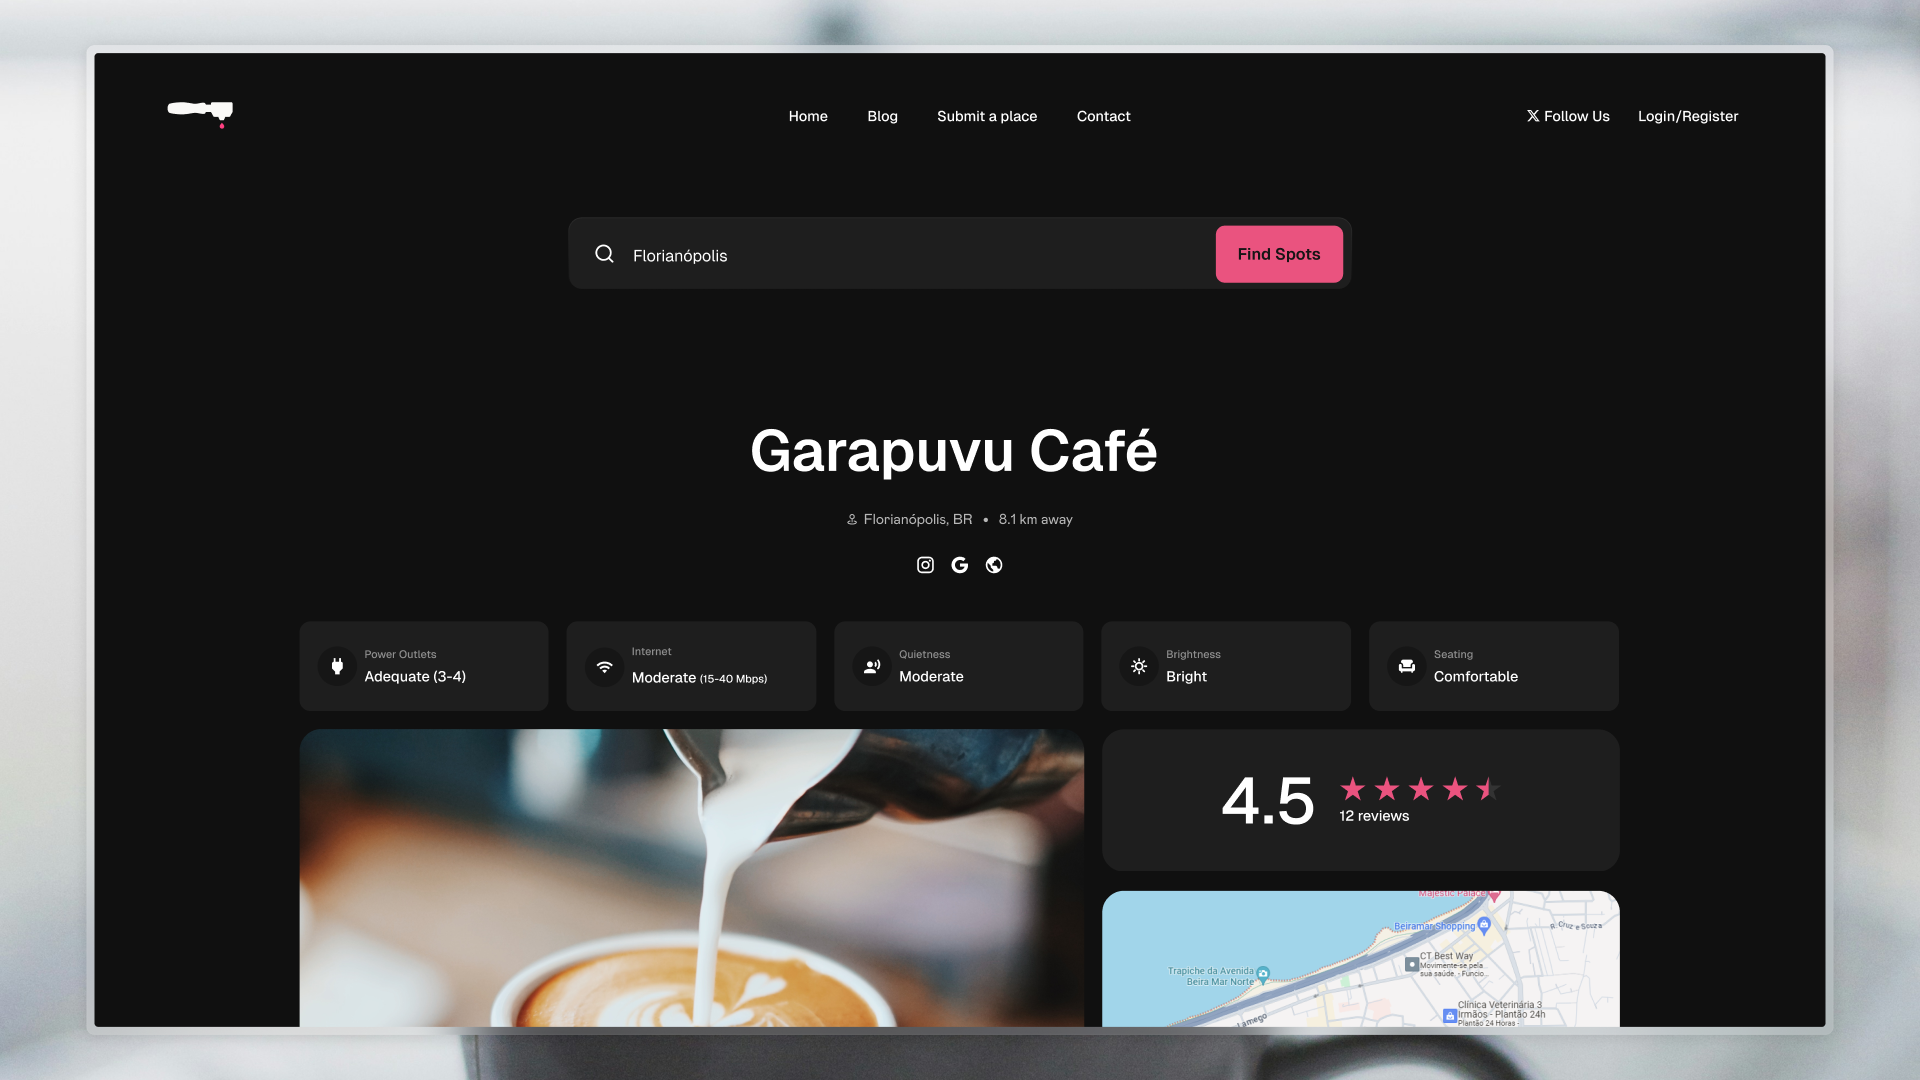 Home
Blog
Submit a place
Contact
Follow Us
Login/Register
Florianópolis
Find Spots
Garapuvu Café
Florianópolis, BR • 8.1 km away
Power Outlets
Adequate (3-4)
Internet
Moderate (15-40 Mbps)
Quietness
Moderate
Brightness
Bright
Seating
Comfortable
4.5
12 reviews
Majestic Palace
Beiramar Shopping
R. Cruz e Souza
CT Best Way
Movimente-se pela...
sua saúde. - Funcio...
Trapiche da Avenida
Beira Mar Norte
Clínica Veterinária 3
Irmãos - Plantão 24h
Plantão 24 Horas -